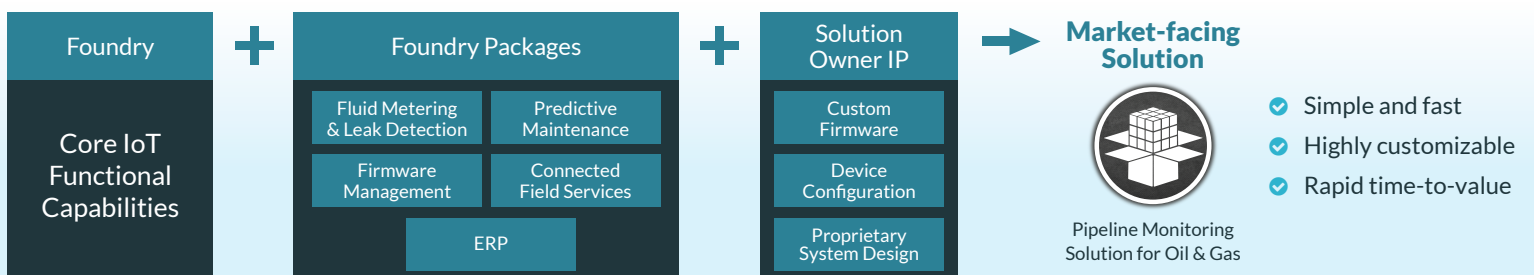 Foundry
Core IoT
Functional
Capabilities
Foundry Packages
Fluid Metering
& Leak Detection
Predictive
Maintenance
Firmware
Management
Connected
Field Services
ERP
Solution
Owner IP
Custom
Firmware
Device
Configuration
Proprietary
System Design
Market-facing
Solution
Pipeline Monitoring
Solution for Oil & Gas
Simple and fast
Highly customizable
Rapid time-to-value